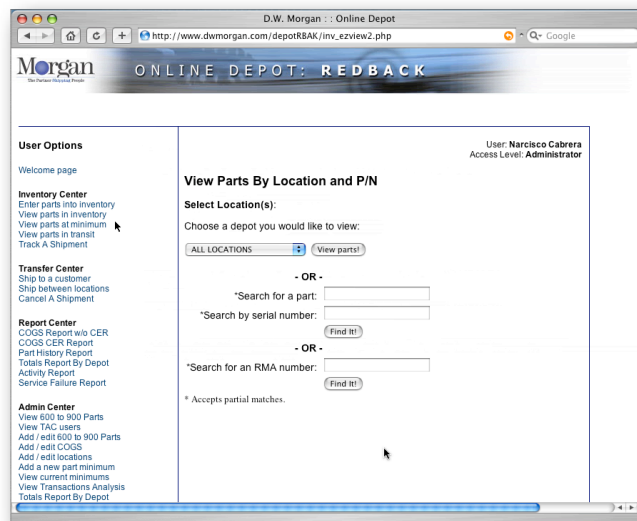 D.W. Morgan : : Online Depot
http://www.dwmorgan.com/depotRBAK/inv_ezview2.php
Google
Morgan
ONLINE DEPOT: REDBACK
User Options
User: Narcisco Cabrera
Access Level: Administrator
Welcome page
View Parts By Location and P/N
Inventory Center
Enter parts into inventory
View parts in inventory
View parts at minimum
View parts in transit
Track A Shipment
Select Location(s):
Choose a depot you would like to view:
ALL LOCATIONS View parts!
- OR -
*Search for a part:
*Search by serial number:
Find It!
- OR -
*Search for an RMA number:
Find It!
* Accepts partial matches.
Transfer Center
Ship to a customer
Ship between locations
Cancel A Shipment
Report Center
COGS Report w/o CER
COGS CER Report
Part History Report
Totals Report By Depot
Activity Report
Service Failure Report
Admin Center
View 600 to 900 Parts
View TAC users
Add / edit 600 to 900 Parts
Add / edit COGS
Add / edit locations
Add a new part minimum
View current minimums
View Transactions Analysis
Totals Report By Depot